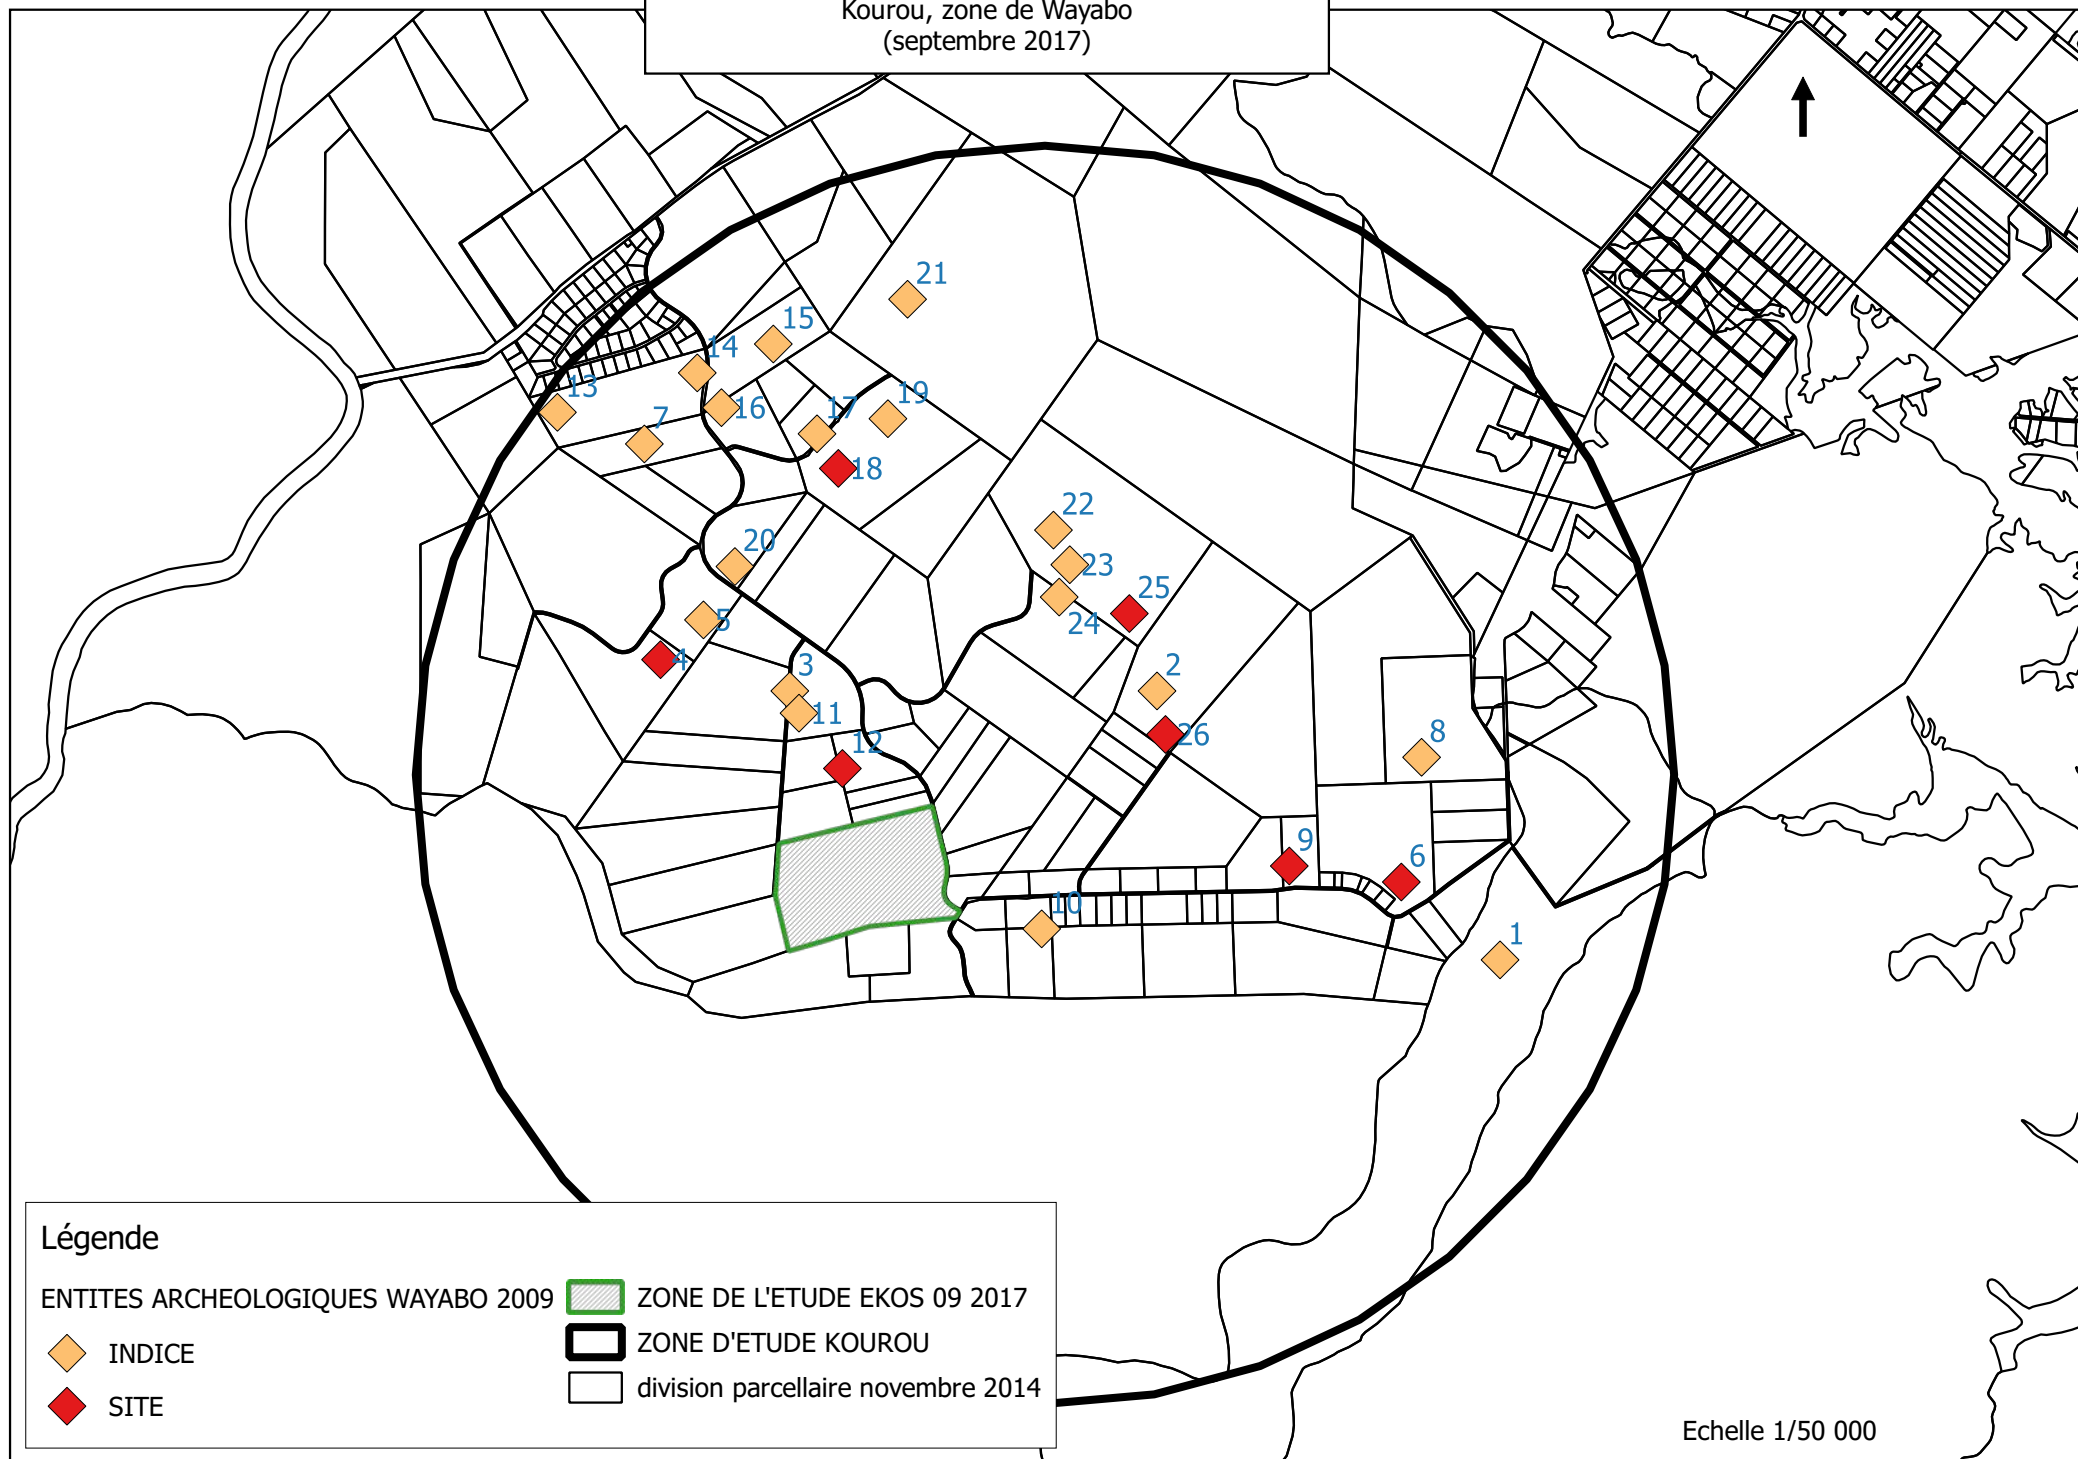 Kourou, zone de Wayabo
(septembre 2017)
21
15
14
13
19
17
7
16
18
22
20
23
25
5
24
4
3
2
11
26
8
12
9
6
10
1
Légende
ENTITES ARCHEOLOGIQUES WAYABO 2009
INDICE
SITE
ZONE DE L'ETUDE EKOS 09 2017
ZONE D'ETUDE KOUROU
division parcellaire novembre 2014
Echelle 1/50 000